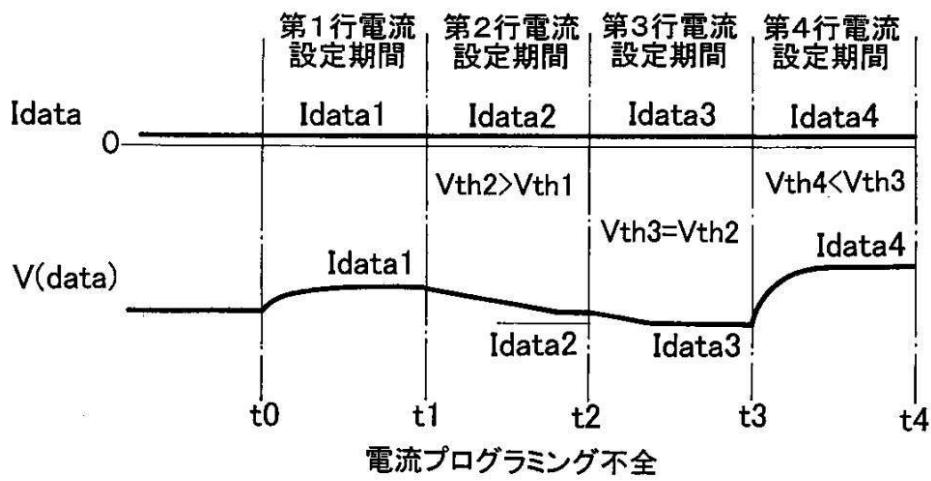 第1行電流
設定期間
第2行電流
設定期間
第3行電流
設定期間
第4行電流
設定期間
Idata
0
Idata1
Idata2
Idata3
Idata4
Vth2>Vth1
Vth3=Vth2
Vth4<Vth3
V(data)
Idata1
Idata2
Idata3
Idata4
t0
t1
t2
t3
t4
電流プログラミング不全